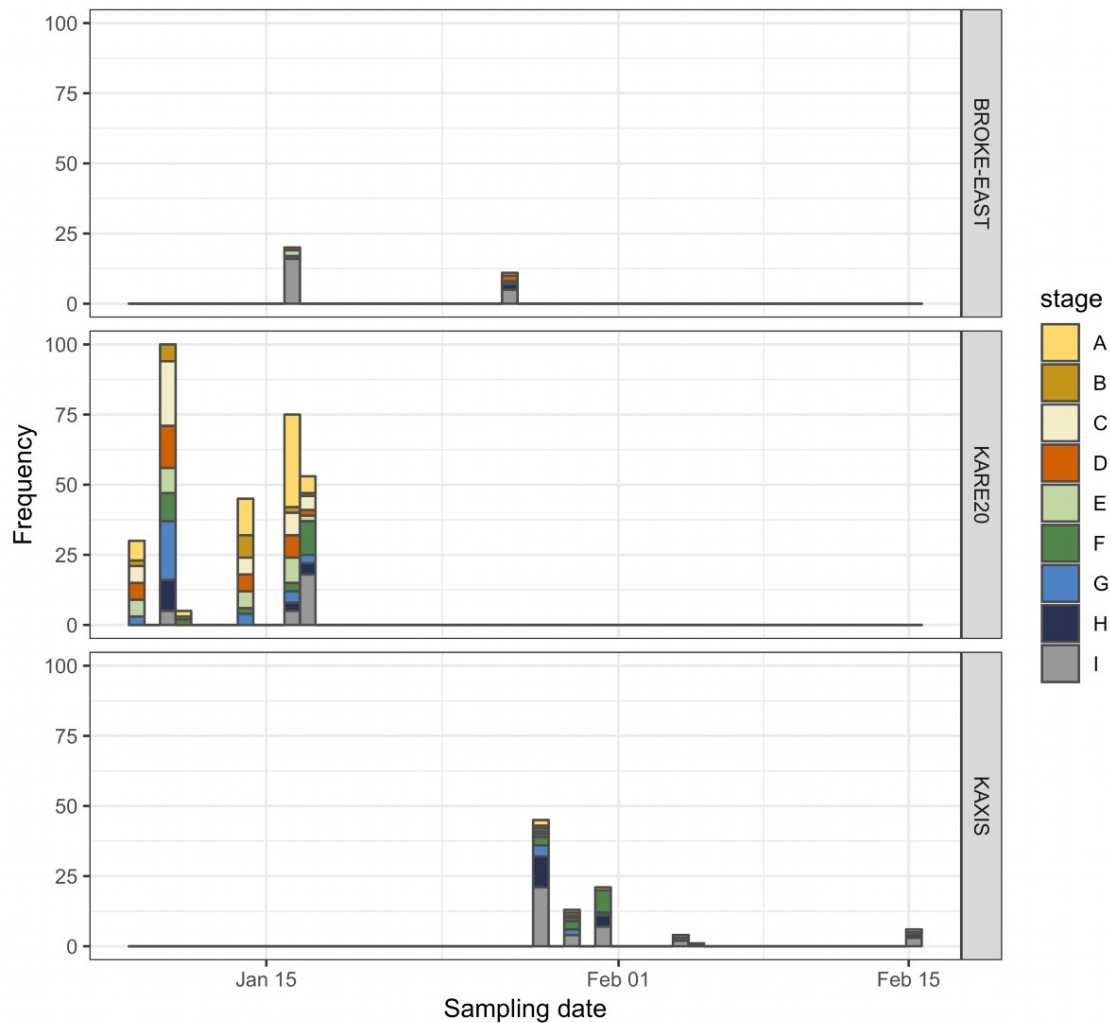 100
75
50
25
0
BROKE-EAST
100
75
50
25
0
KARE20
100
75
50
25
0
KAXIS
Frequency
Jan 15
Feb 01
Feb 15
Sampling date
stage
A
B
C
D
E
F
G
H
I